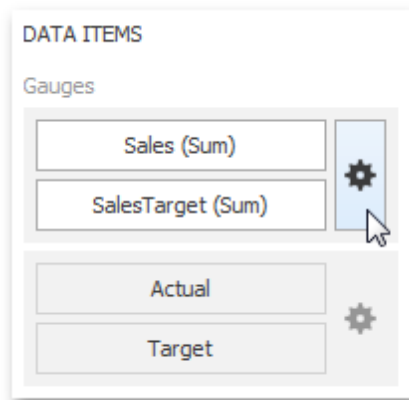 DATA ITEMS
Gauges
Sales (Sum)
SalesTarget (Sum)
Actual
Target